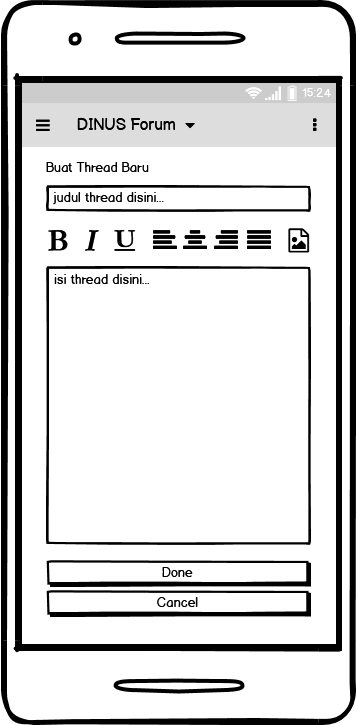 15:24
DINUS Forum
Buat Thread Baru
judul thread disini...
B I U
isi thread disini...
Done
Cancel